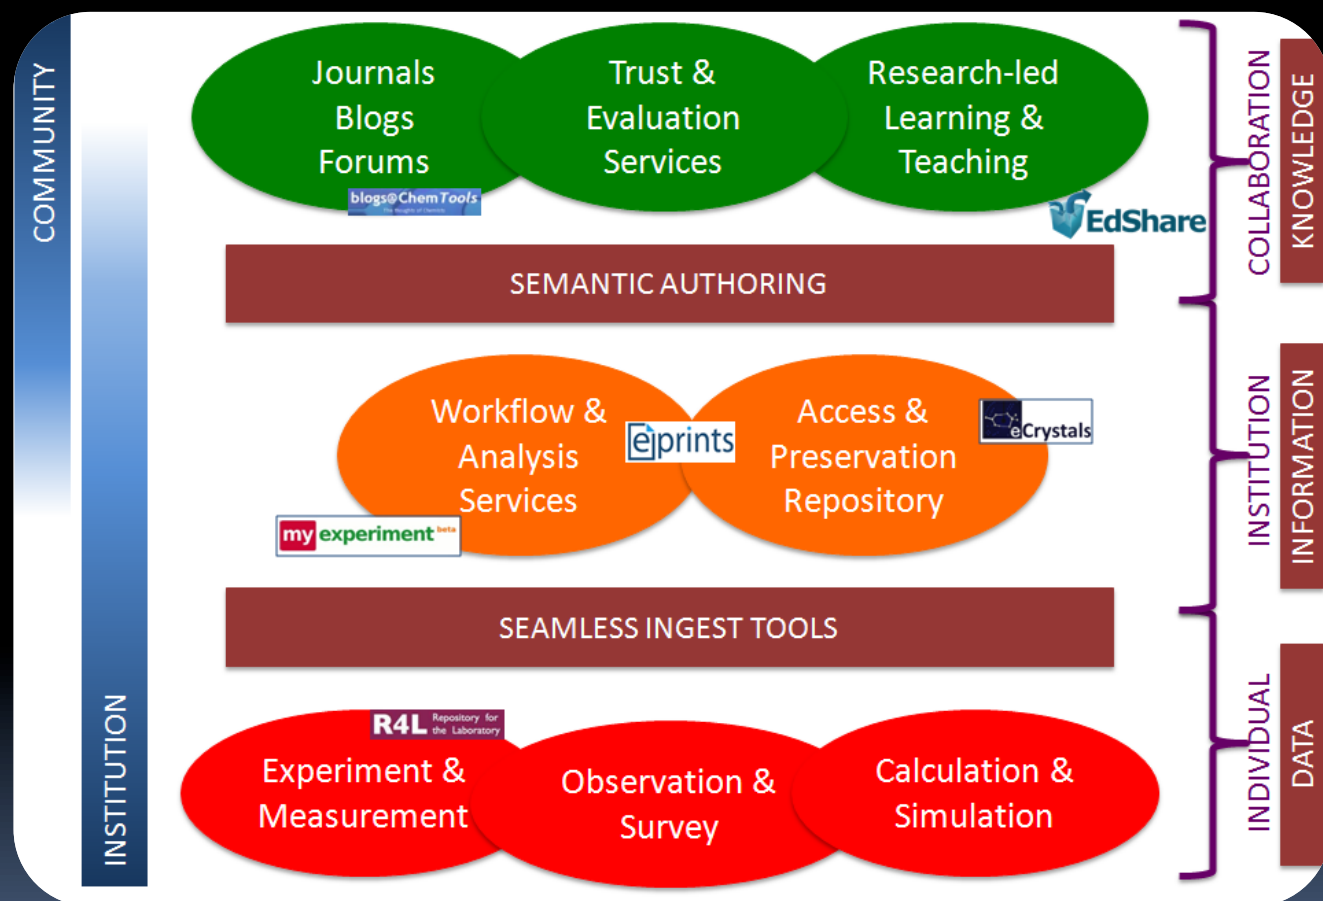 COMMUNITY
INSTITUTION
Journals
Blogs
Forums
blogs@ChemTools
Trust &
Evaluation
Services
Research-led
Learning &
Teaching
EdShare
SEMANTIC AUTHORING
Workflow &
Analysis
Services
myexperiment beta
eprints
Access &
Preservation
Repository
eCrystals
SEAMLESS INGEST TOOLS
R4L Repository for
the Laboratory
Experiment &
Measurement
Observation &
Survey
Calculation &
Simulation
COLLABORATION
KNOWLEDGE
INSTITUTION
INFORMATION
INDIVIDUAL
DATA